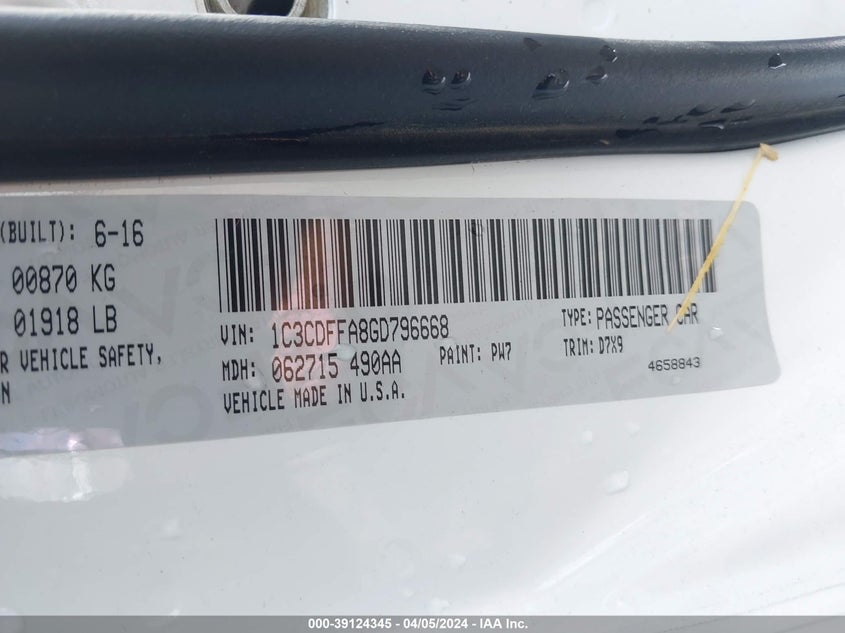 (BUILT): 6-16
00870 KG
01918 LB
R VEHICLE SAFETY,
N
VIN: 1C3CDFFA8GD796668
TYPE: PASSENGER CAR
MDH: 062715 490AA
PAINT: PW7
TRIM: D7X9
VEHICLE MADE IN U.S.A.
4658843
000-39124345 - 04/05/2024 - IAA Inc.